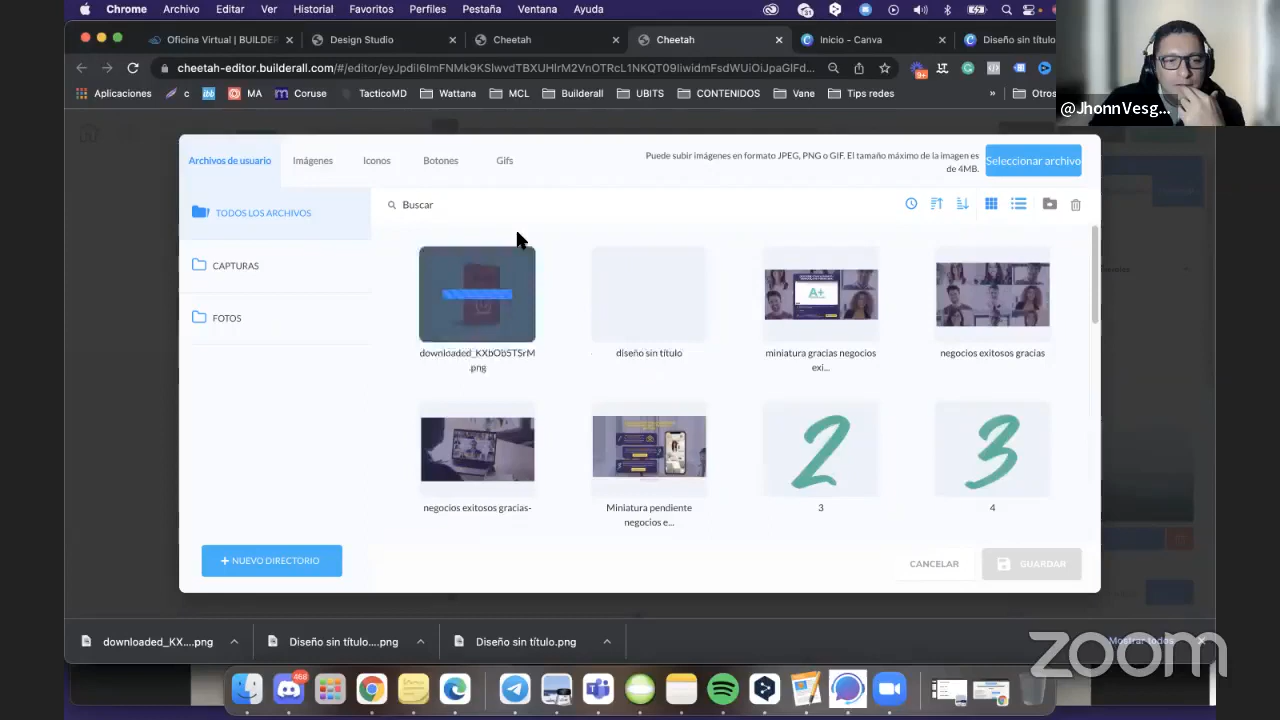 Chrome Archivo Editar Ver Historial Favoritos Perfiles Pestaña Ventana Ayuda
Oficina Virtual | BUILDER
Design Studio
Cheetah
Cheetah
Inicio - Canva
Diseño sin título
cheetah-editor.builderall.com/#/editor/
Aplicaciones
c
MA
Coruse
TacticoMD
Wattana
MCL
Builderall
UBITS
CONTENIDOS
Vane
Tips redes
»
Otros
@JhonnVesg...
Archivos de usuario
Imágenes
Iconos
Botones
Gifs
Puede subir imágenes en formato JPEG, PNG o GIF. El tamaño máximo de la imagen es
de 4MB.
Seleccionar archivo
TODOS LOS ARCHIVOS
Buscar
CAPTURAS
FOTOS
A+
downloaded_KXbOb5TSrM
.png
diseño sin título
miniatura gracias negocios
exi...
negocios exitosos gracias
2
3
negocios exitosos gracias-
Miniatura pendiente
negocios e...
3
4
+ NUEVO DIRECTORIO
CANCELAR
GUARDAR
downloaded_KX....png
Diseño sin título....png
Diseño sin título.png
Mostrar todos
zoom
468